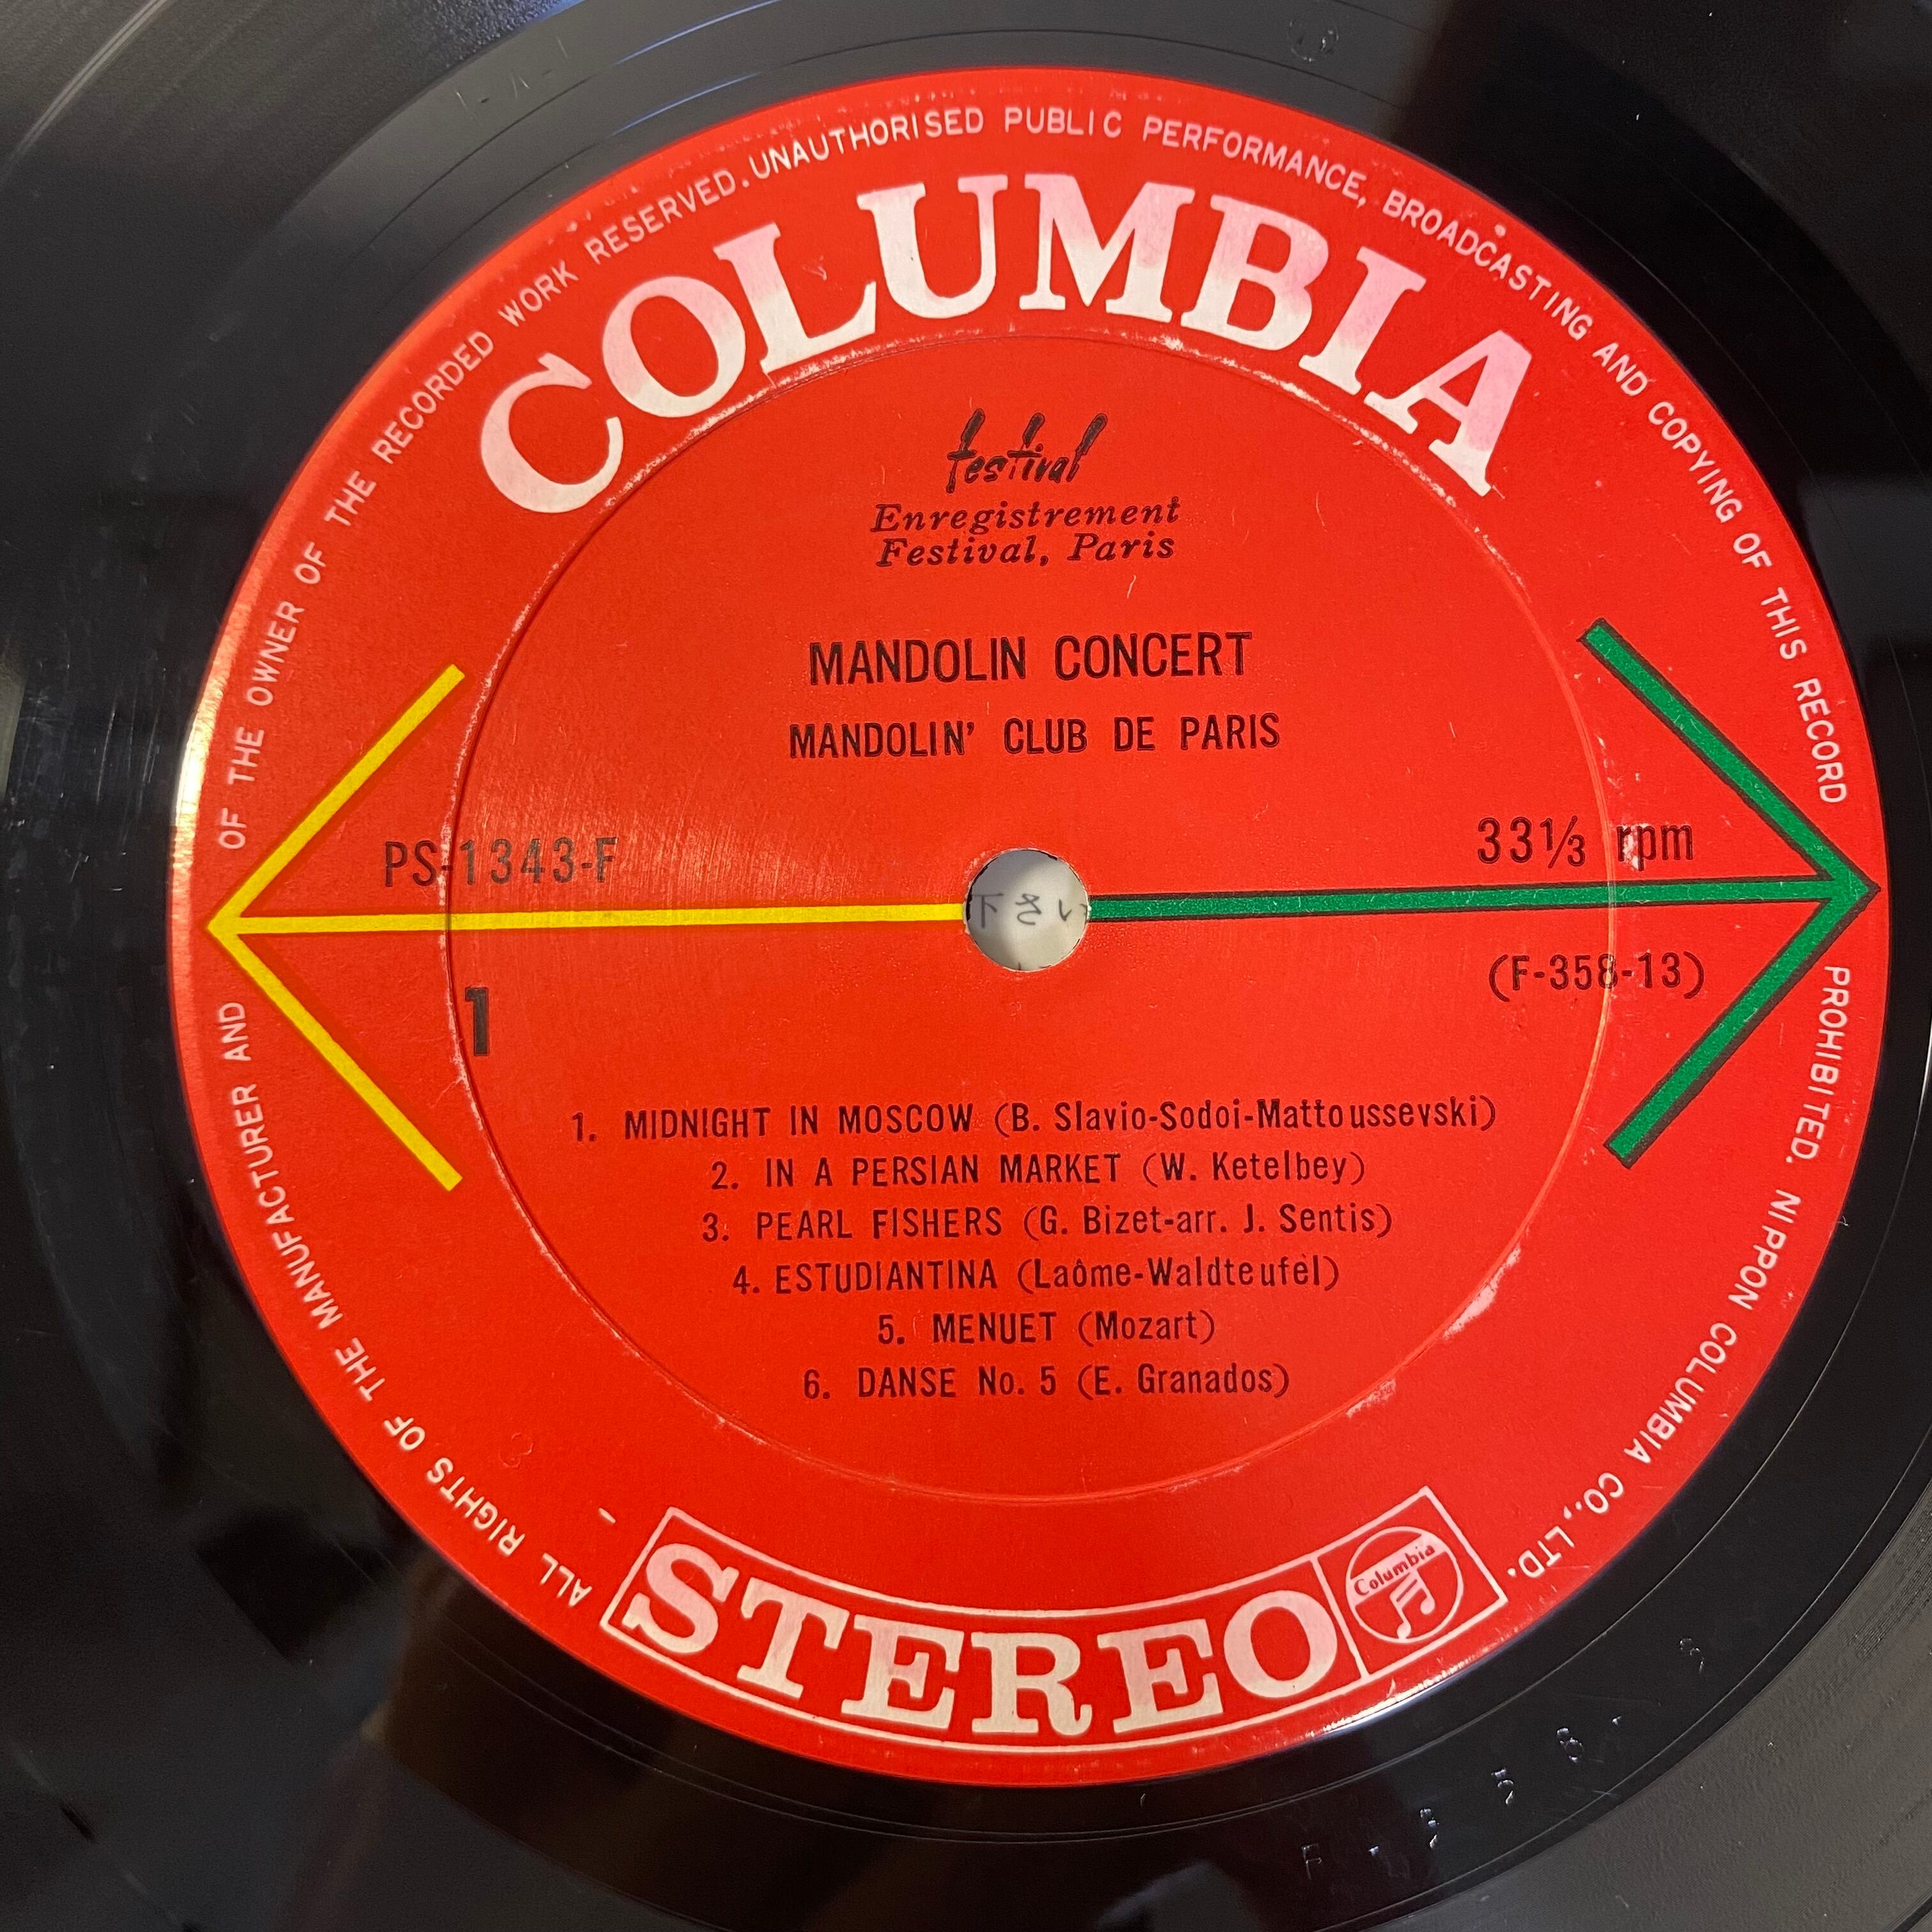 ALL RIGHTS OF THE MANUFACTURER AND OF THE OWNER OF THE RECORDED WORK RESERVED. UNAUTHORISED PUBLIC PERFORMANCE, BROADCASTING AND COPYING OF THIS RECORD PROHIBITED. NIPPON COLUMBIA CO., LTD.
COLUMBIA
festival
Enregistrement
Festival, Paris
MANDOLIN CONCERT
MANDOLIN' CLUB DE PARIS
PS-1343-F
33⅓ rpm
1
(F-358-13)
1. MIDNIGHT IN MOSCOW (B. Slavio-Sodoi-Mattoussevski)
2. IN A PERSIAN MARKET (W. Ketelbey)
3. PEARL FISHERS (G. Bizet-arr. J. Sentis)
4. ESTUDIANTINA (Laôme-Waldteufel)
5. MENUET (Mozart)
6. DANSE No. 5 (E. Granados)
STEREO
Columbia